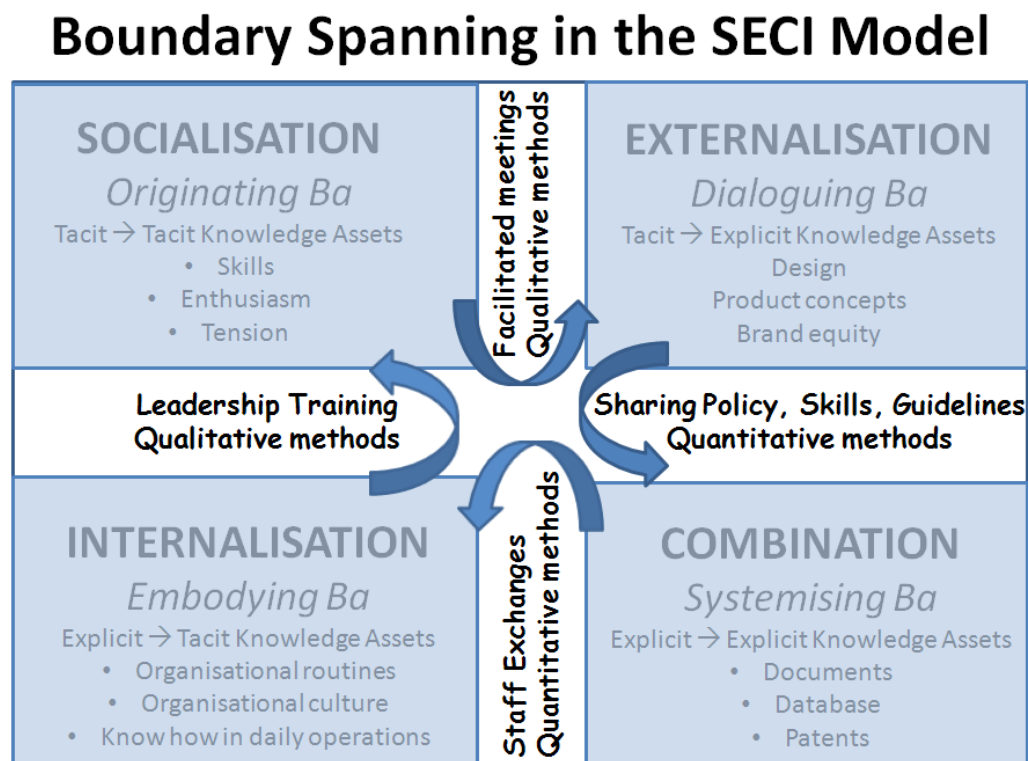 Boundary Spanning in the SECI Model
SOCIALISATION
Originating Ba
Tacit → Tacit Knowledge Assets
• Skills
• Enthusiasm
• Tension
Facilitated meetings
Qualitative methods
EXTERNALISATION
Dialoguing Ba
Tacit → Explicit Knowledge Assets
Design
Product concepts
Brand equity
Leadership Training
Qualitative methods
Sharing Policy, Skills, Guidelines
Quantitative methods
INTERNALISATION
Embodying Ba
Explicit → Tacit Knowledge Assets
• Organisational routines
• Organisational culture
• Know how in daily operations
Staff Exchanges
Quantitative methods
COMBINATION
Systemising Ba
Explicit → Explicit Knowledge Assets
• Documents
• Database
• Patents